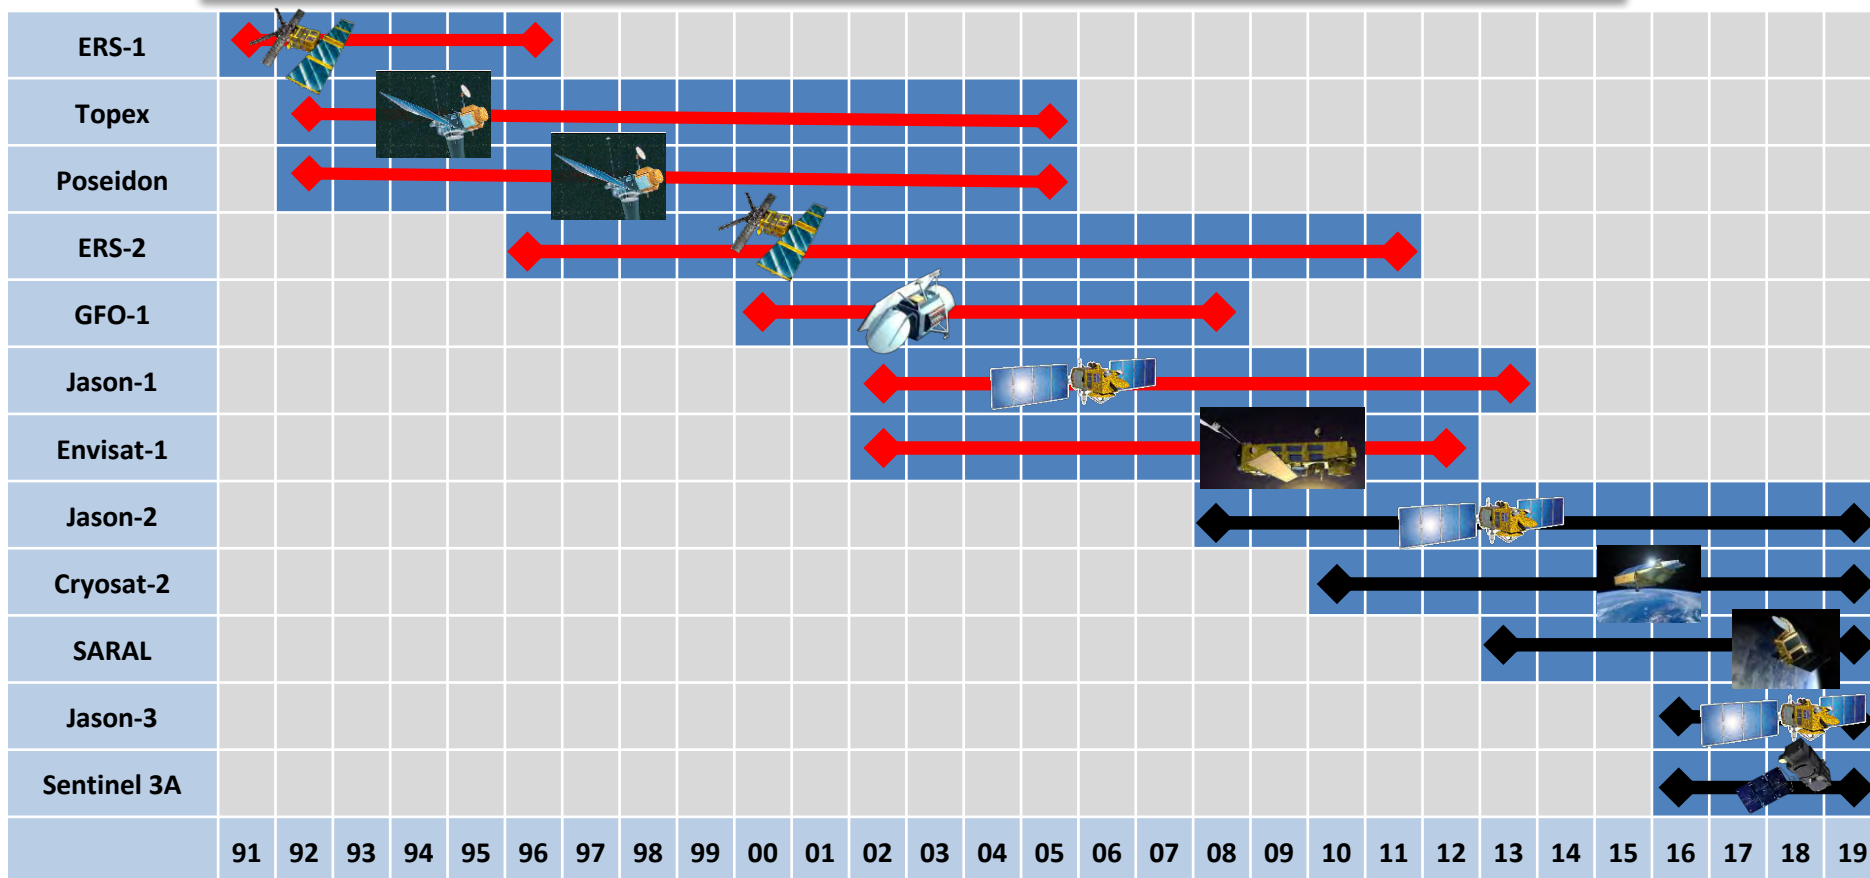 ERS-1
Topex
Poseidon
ERS-2
GFO-1
Jason-1
Envisat-1
Jason-2
Cryosat-2
SARAL
Jason-3
Sentinel 3A
91 92 93 94 95 96 97 98 99 00 01 02 03 04 05 06 07 08 09 10 11 12 13 14 15 16 17 18 19